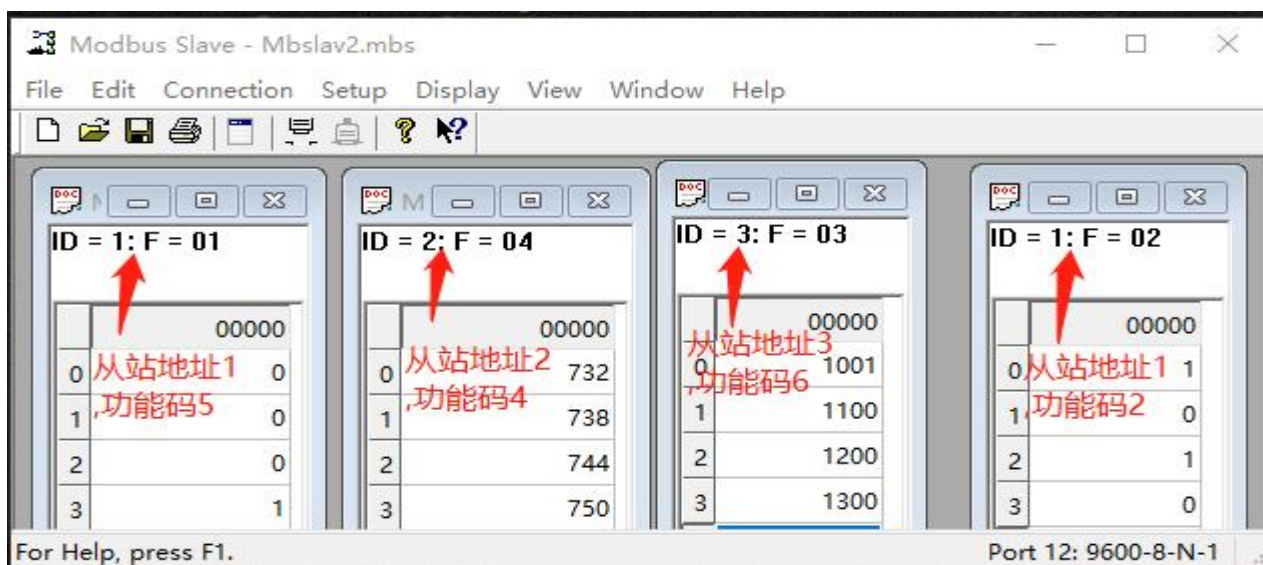 Modbus Slave - Mbslav2.mbs
File Edit Connection Setup Display View Window Help
ID = 1: F = 01
00000
0 0
1 0
2 0
3 1
从站地址1
,功能码5
ID = 2: F = 04
00000
0 732
1 738
2 744
3 750
从站地址2
,功能码4
ID = 3: F = 03
00000
0 1001
1 1100
2 1200
3 1300
从站地址3
,功能码6
ID = 1: F = 02
00000
0 1
1 0
2 1
3 0
从站地址1
,功能码2
For Help, press F1.
Port 12: 9600-8-N-1